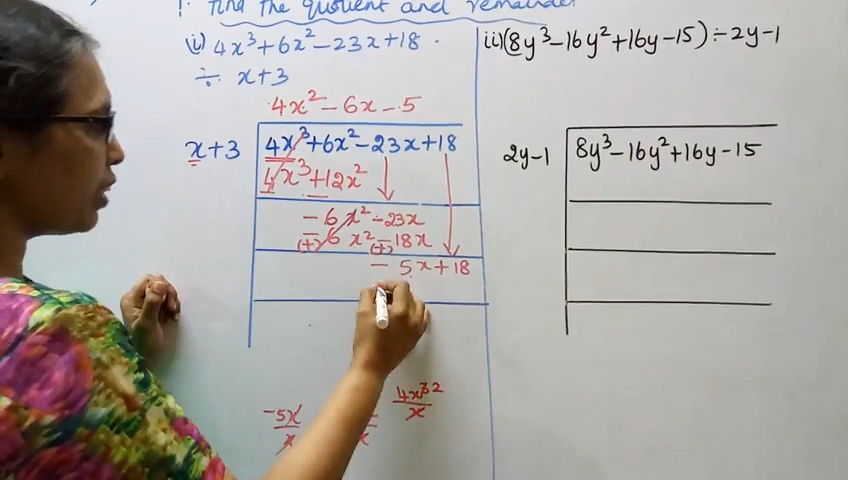 1. Find the quotient and remainder
(i) 4x³+6x²-23x+18 .
÷ x+3
4x² - 6x - 5
x+3
4x³+6x²-23x+18
4x³+12x²
- 6x² - 23x
(+)- 6x² (+)- 18x
- 5x+18
-5x/x
4x³2/x
ii) (8y³-16y²+16y-15) ÷ 2y-1
2y-1
8y³-16y²+16y-15